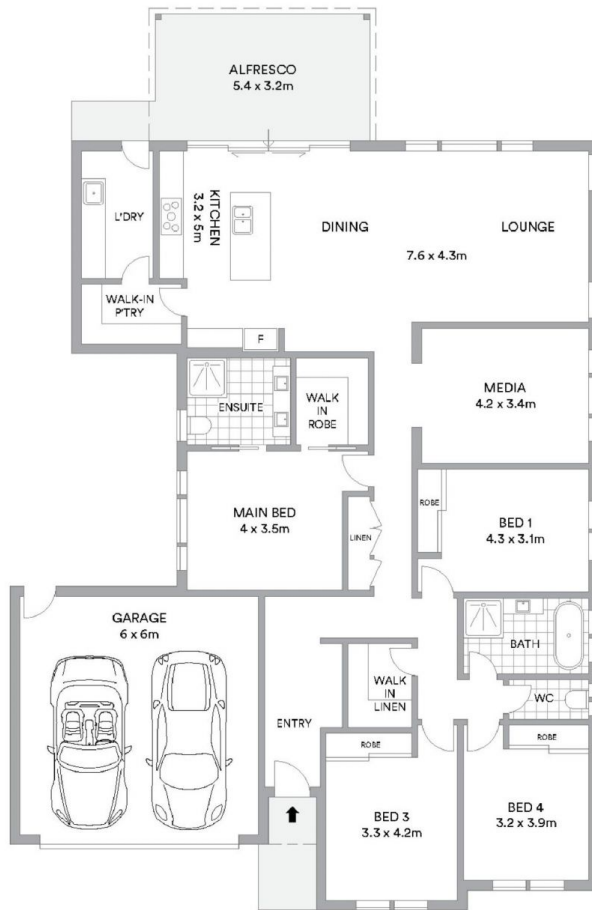 ALFRESCO
5.4 x 3.2m
L'DRY
KITCHEN
3.2 x 5m
DINING
LOUNGE
7.6 x 4.3m
WALK-IN
P'TRY
F
ENSUITE
WALK
IN
ROBE
MEDIA
4.2 x 3.4m
MAIN BED
4 x 3.5m
LINEN
ROBE
BED 1
4.3 x 3.1m
GARAGE
6 x 6m
BATH
WALK
IN
LINEN
WC
ENTRY
ROBE
ROBE
BED 3
3.3 x 4.2m
BED 4
3.2 x 3.9m